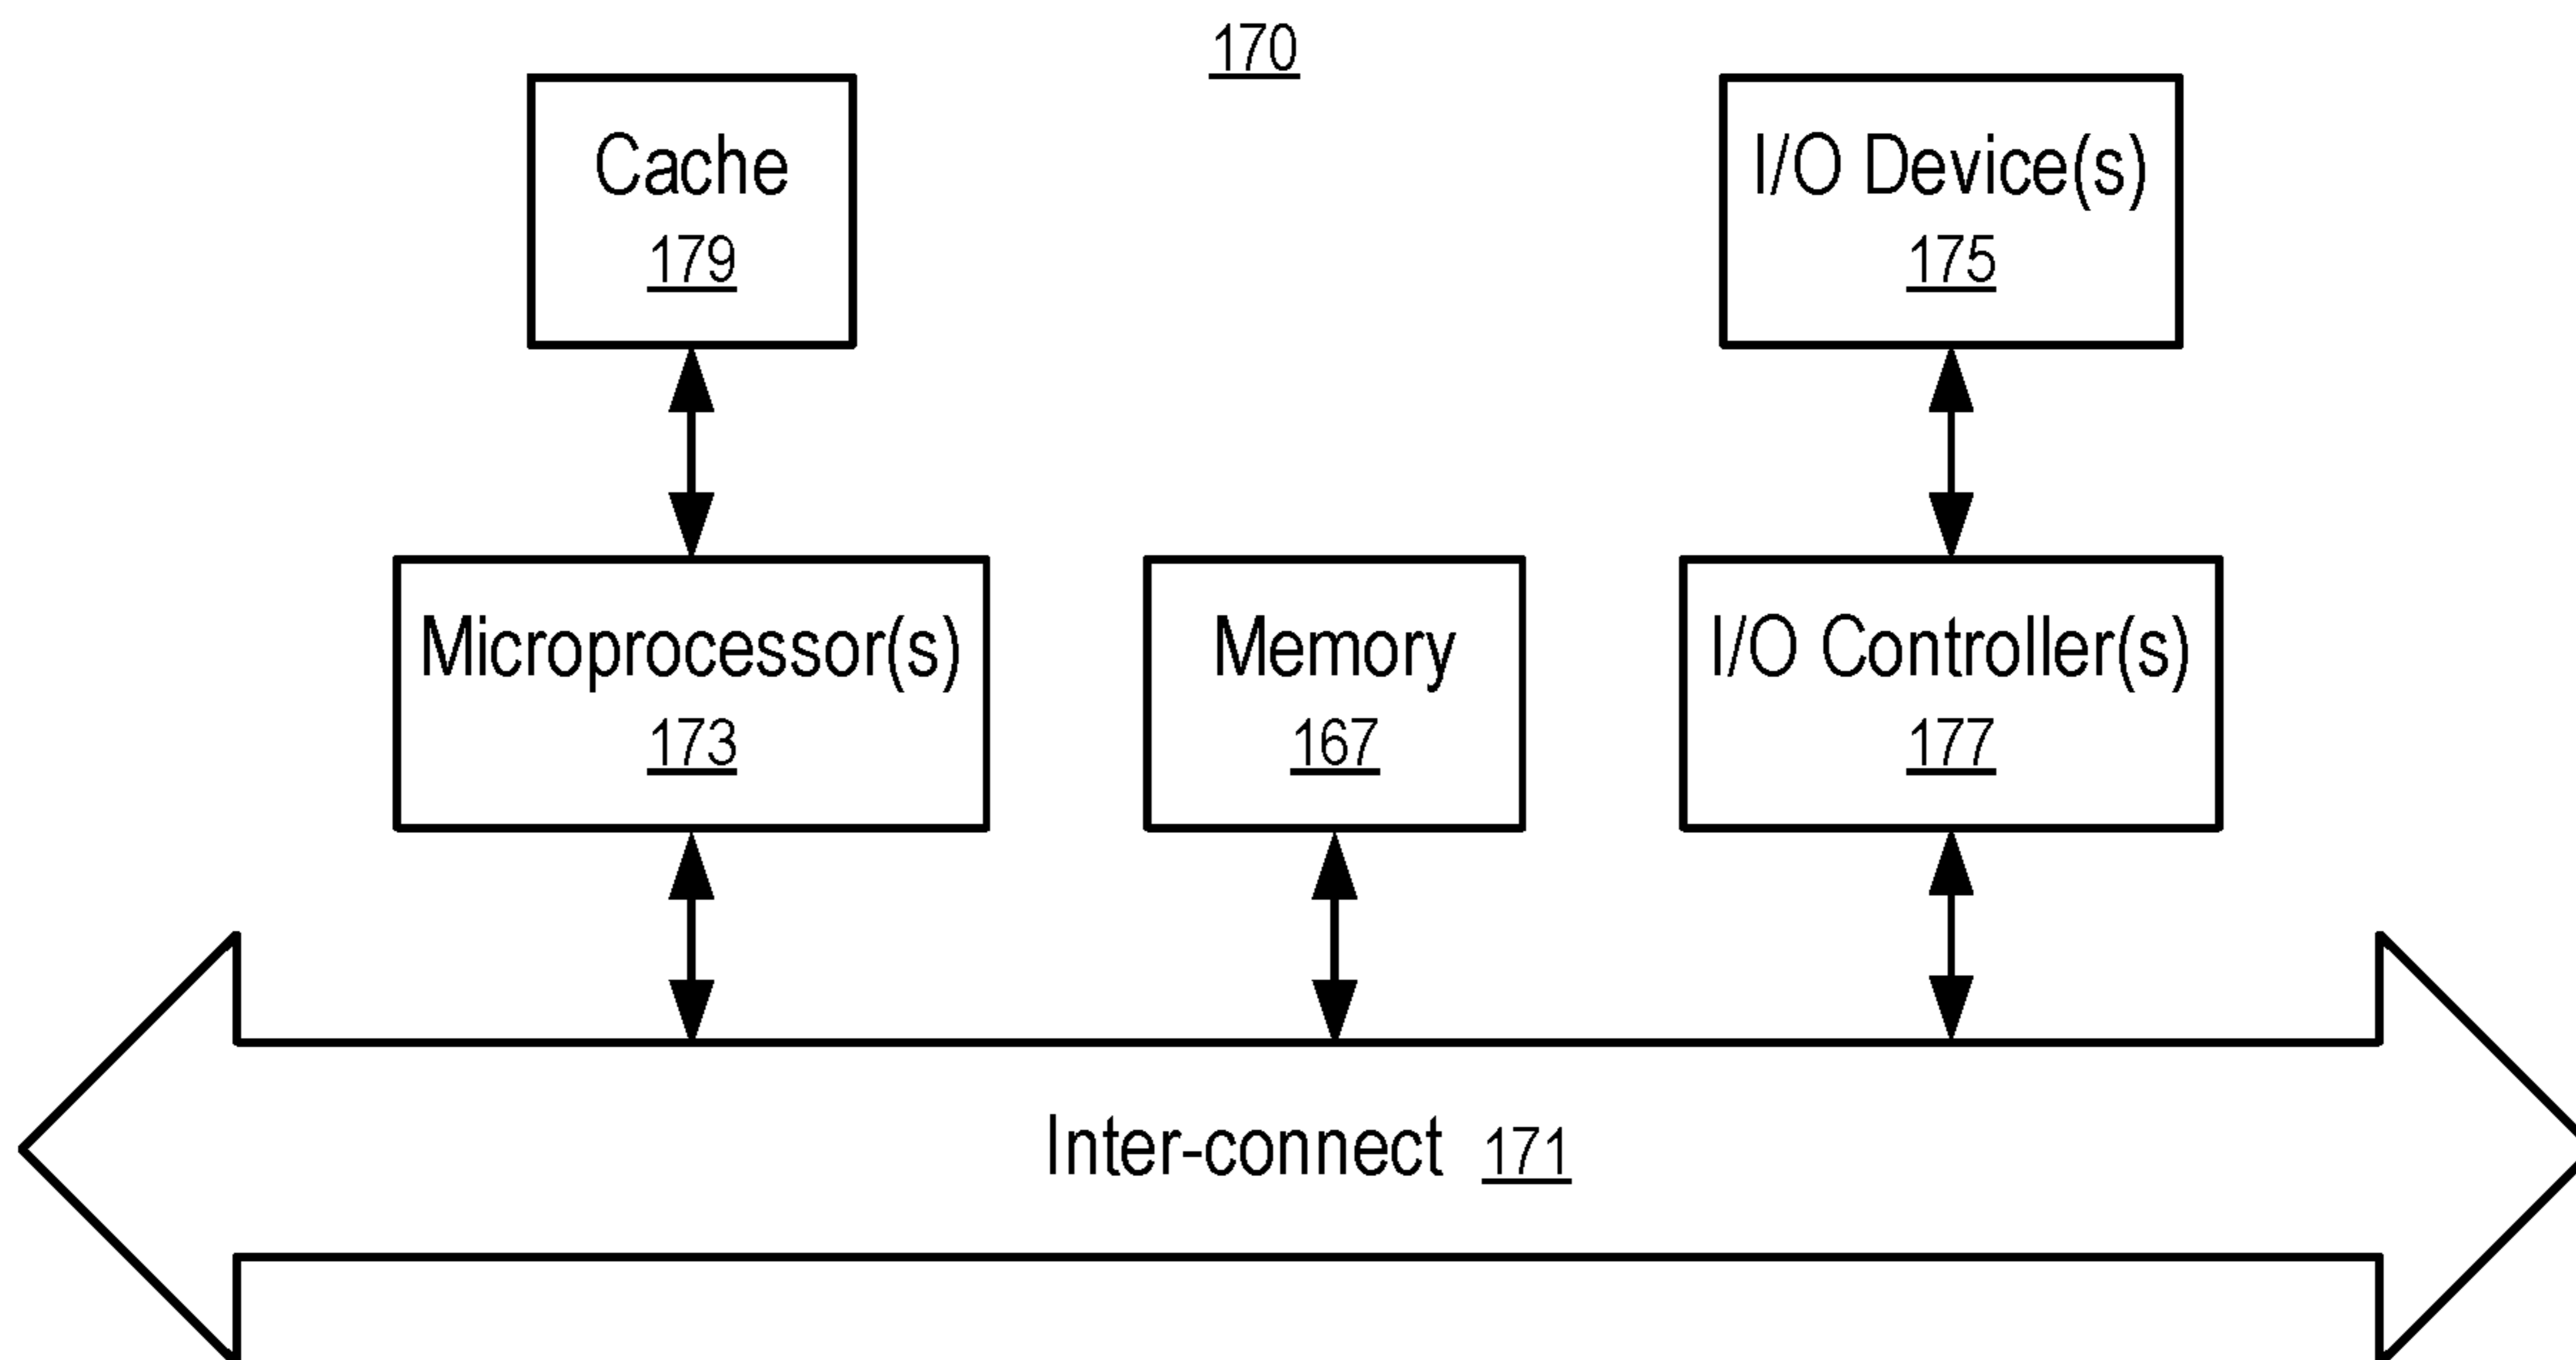 170
Cache
179
I/O Device(s)
175
Microprocessor(s)
173
Memory
167
I/O Controller(s)
177
Inter-connect 171